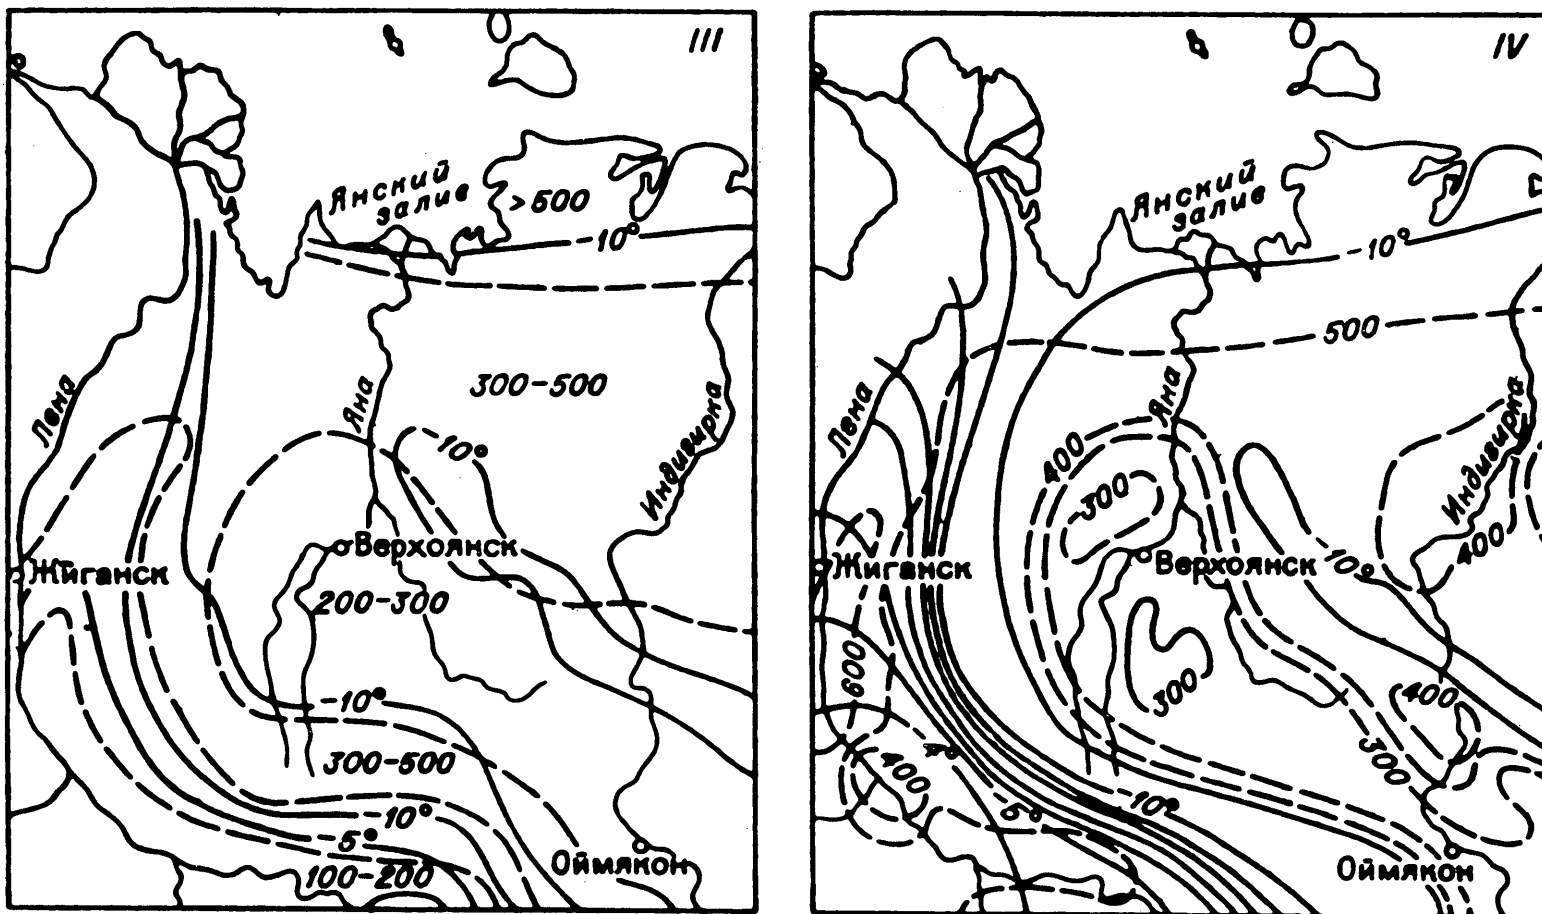 III
Янский
залив
>500
-10°
Лена
Яна
300-500
Индигирка
-10°
Верхоянск
Жиганск
200-300
-10°
300-500
-10°
-5°
100-200
Оймякон
IV
Янский
залив
-10°
500
Лена
Яна
Индигирка
400
300
400
Верхоянск
-10°
Жиганск
600
300
400
300
400
-5°
-10°
Оймякон